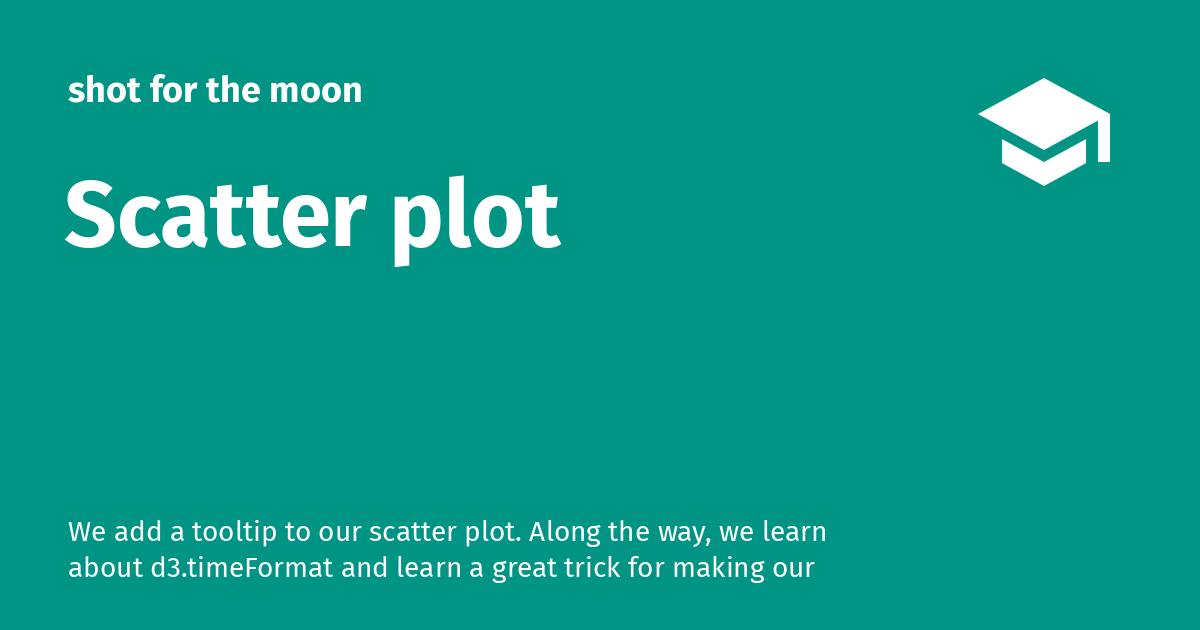 shot for the moon
Scatter plot
We add a tooltip to our scatter plot. Along the way, we learn
about d3.timeFormat and learn a great trick for making our